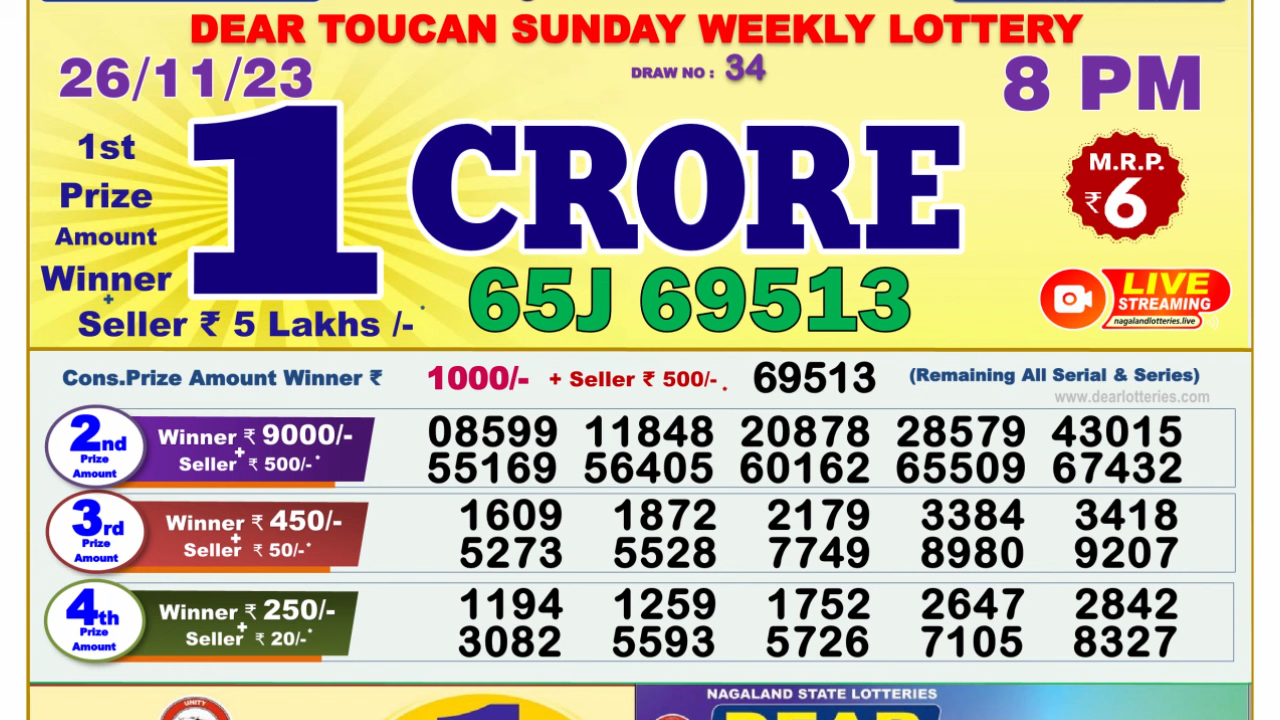 DEAR TOUCAN SUNDAY WEEKLY LOTTERY
26/11/23
DRAW NO : 34
8 PM
1st
Prize
Amount
Winner
+
Seller ₹ 5 Lakhs /- *
1 CRORE
65J 69513
M.R.P.
₹ 6
LIVE
STREAMING
nagalandlotteries.live
Cons.Prize Amount Winner ₹ 1000/- + Seller ₹ 500/- . 69513 (Remaining All Serial & Series)
www.dearlotteries.com
2nd
Prize
Amount
Winner ₹ 9000/-
+
Seller ₹ 500/-*
08599 11848 20878 28579 43015
55169 56405 60162 65509 67432
3rd
Prize
Amount
Winner ₹ 450/-
+
Seller ₹ 50/-*
1609 1872 2179 3384 3418
5273 5528 7749 8980 9207
4th
Prize
Amount
Winner ₹ 250/-
+
Seller ₹ 20/-*
1194 1259 1752 2647 2842
3082 5593 5726 7105 8327
UNITY
1
NAGALAND STATE LOTTERIES
DEAR